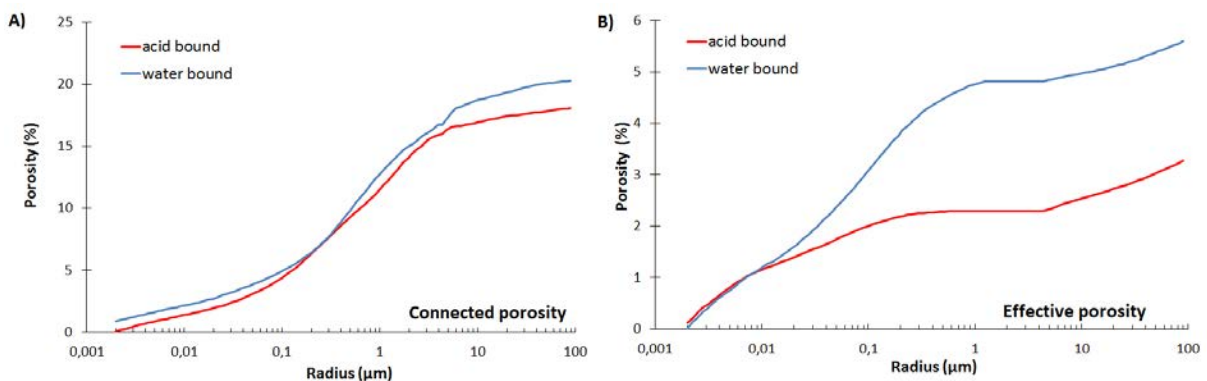 A)
25
20
15
10
5
0
Porosity (%)
acid bound
water bound
Connected porosity
0,001
0,01
0,1
1
10
100
Radius (µm)
B)
6
5
4
3
2
1
0
Porosity (%)
acid bound
water bound
Effective porosity
0,001
0,01
0,1
1
10
100
Radius (µm)